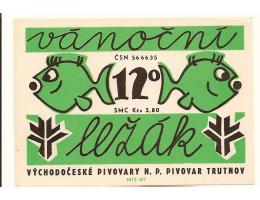 vánoční
ČSN 56 6635
12°
SMC Kčs 2,80
ležák
VÝCHODOČESKÉ PIVOVARY N. P. PIVOVAR TRUTNOV